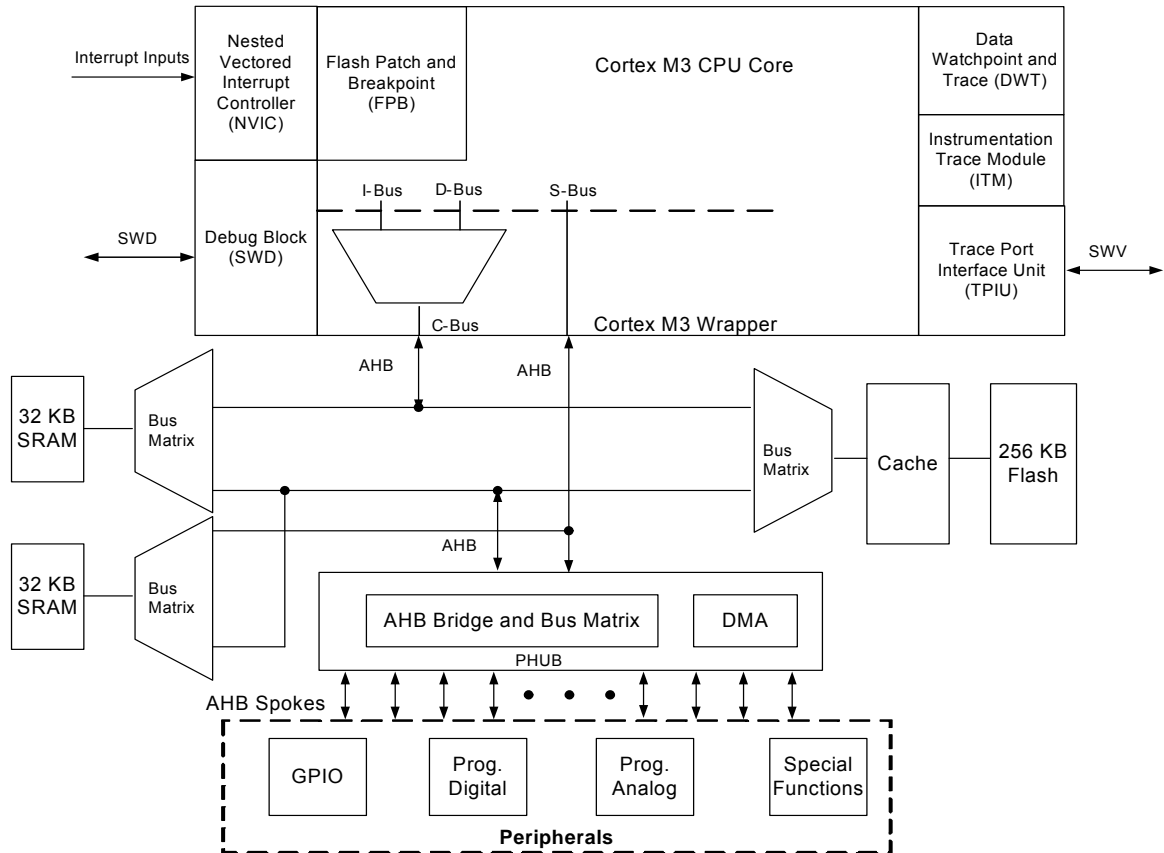 Interrupt Inputs
Nested
Vectored
Interrupt
Controller
(NVIC)
Flash Patch and
Breakpoint
(FPB)
Cortex M3 CPU Core
Data
Watchpoint and
Trace (DWT)
Instrumentation
Trace Module
(ITM)
I-Bus
D-Bus
S-Bus
SWD
Debug Block
(SWD)
Trace Port
Interface Unit
(TPIU)
SWV
C-Bus
Cortex M3 Wrapper
AHB
AHB
32 KB
SRAM
Bus
Matrix
Bus
Matrix
Cache
256 KB
Flash
AHB
32 KB
SRAM
Bus
Matrix
AHB Bridge and Bus Matrix
DMA
PHUB
AHB Spokes
GPIO
Prog.
Digital
Prog.
Analog
Special
Functions
Peripherals